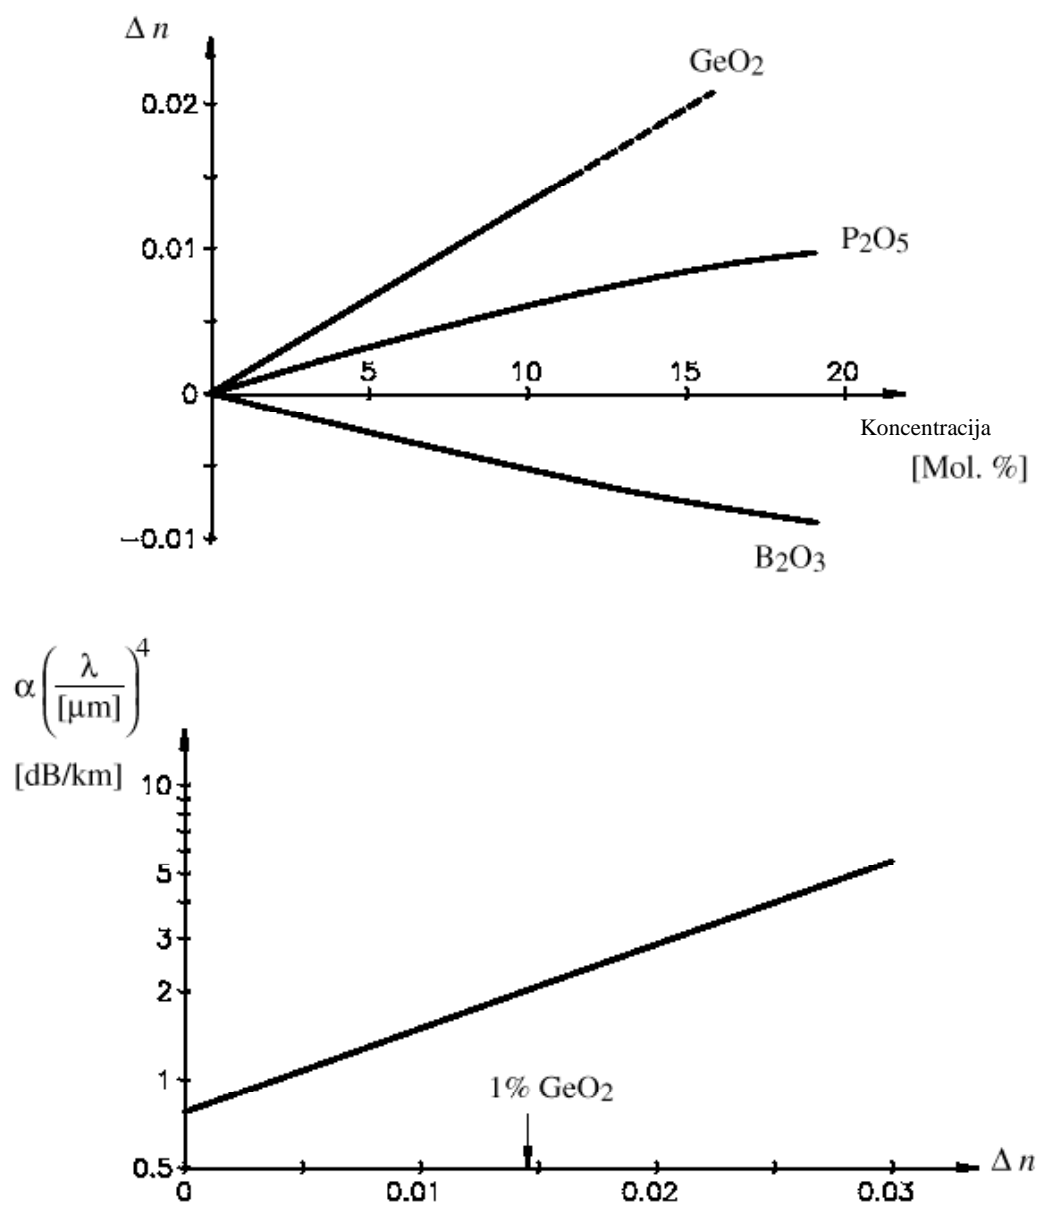 Δ n
GeO2
0.02
0.01
P2O5
5 10 15 20
0
Koncentracija
[Mol. %]
−0.01
B2O3
α (λ / [μm])^4
[dB/km]
10
5
3
2
1
1% GeO2
0.5
Δ n
0 0.01 0.02 0.03